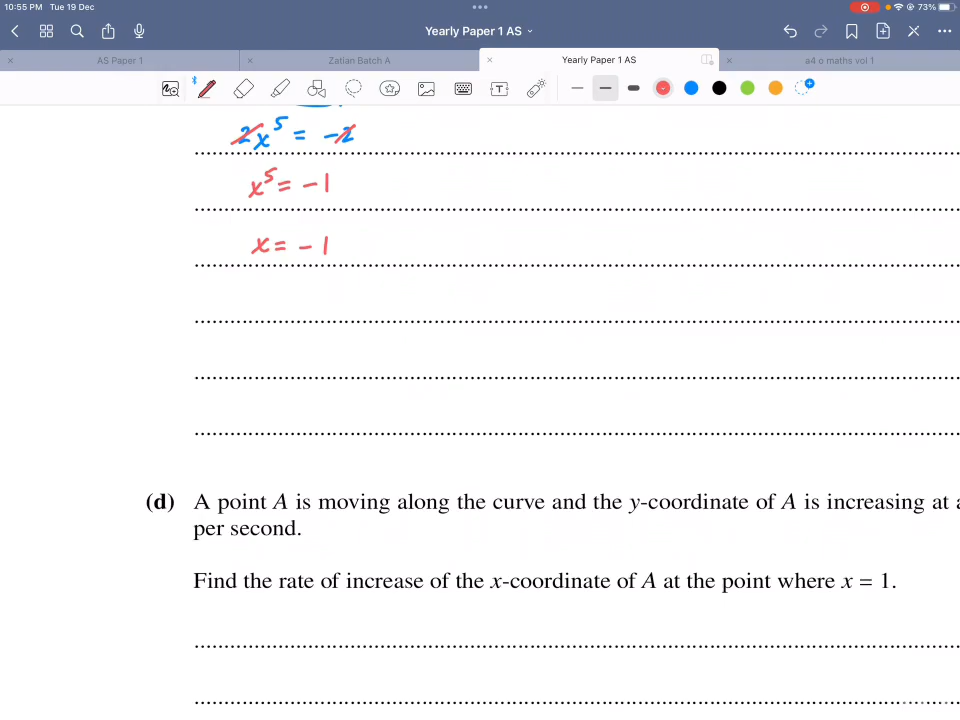 10:55 PM Tue 19 Dec
73%
Yearly Paper 1 AS
AS Paper 1
Zatian Batch A
Yearly Paper 1 AS
a4 o maths vol 1
2x⁵ = -2
x⁵ = -1
x = -1
(d) A point A is moving along the curve and the y-coordinate of A is increasing at
per second.
Find the rate of increase of the x-coordinate of A at the point where x = 1.